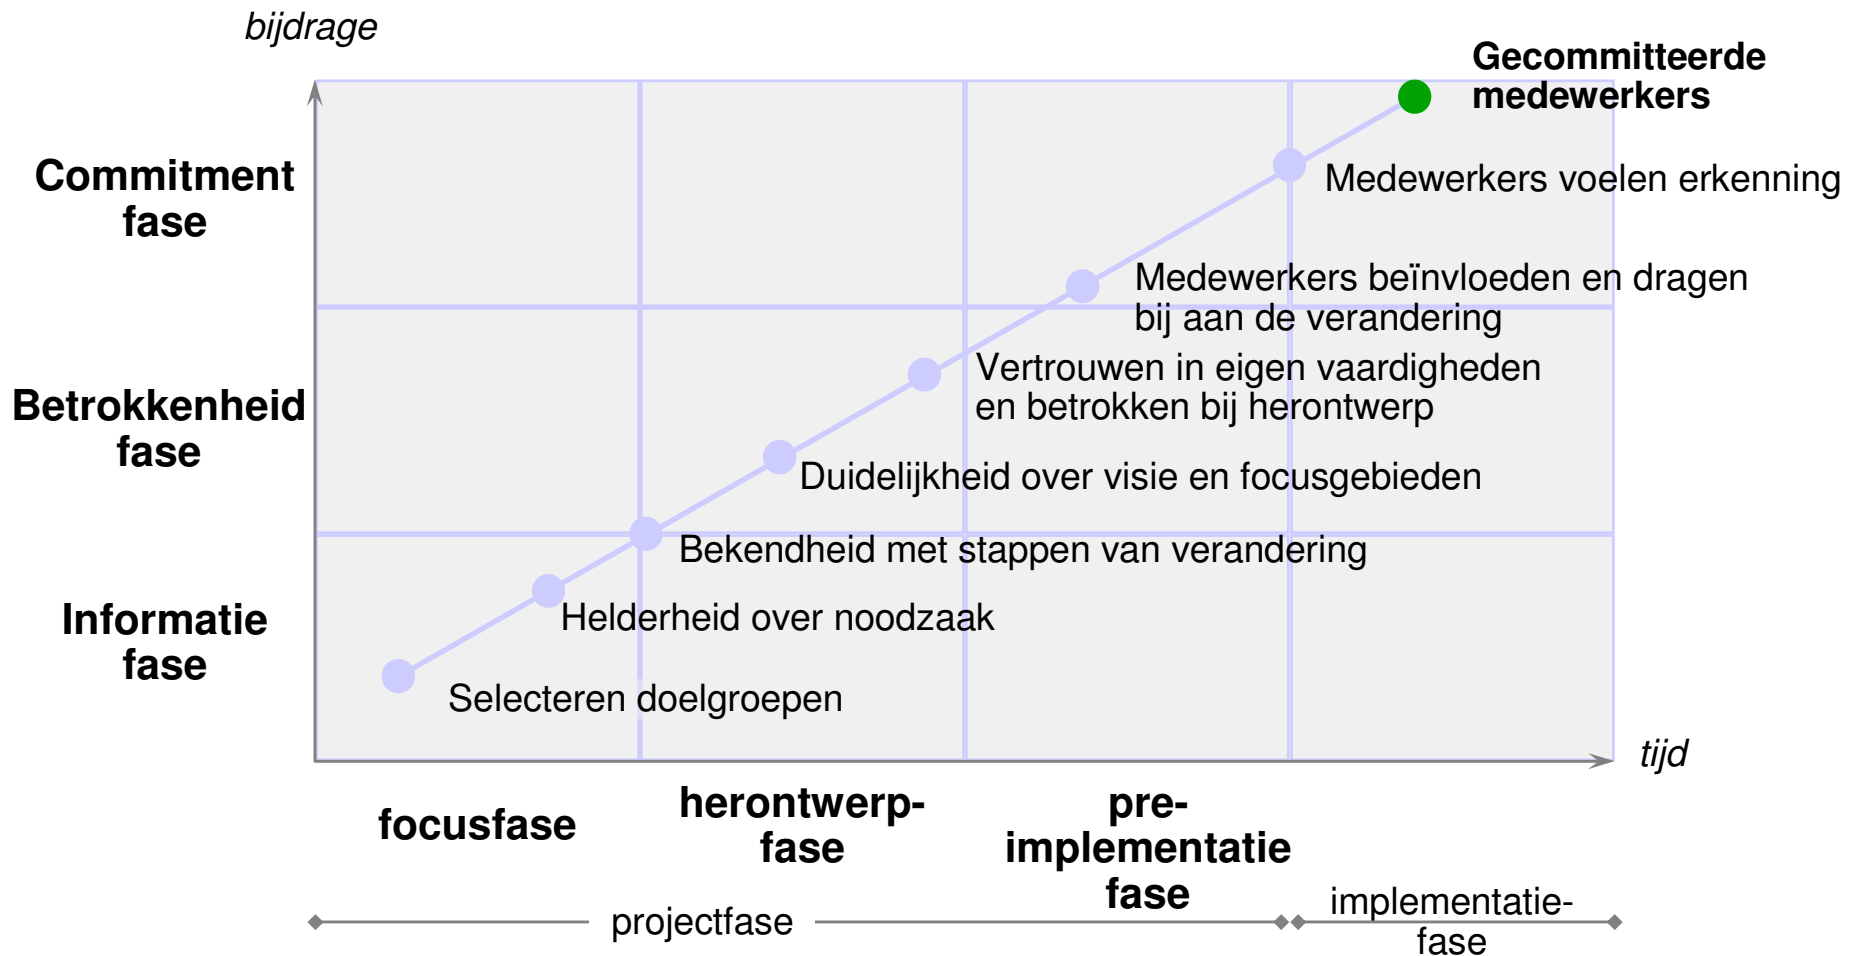 bijdrage
Gecommitteerde
medewerkers
Commitment
fase
Medewerkers voelen erkenning
Medewerkers beïnvloeden en dragen
bij aan de verandering
Vertrouwen in eigen vaardigheden
en betrokken bij herontwerp
Betrokkenheid
fase
Duidelijkheid over visie en focusgebieden
Bekendheid met stappen van verandering
Informatie
fase
Helderheid over noodzaak
Selecteren doelgroepen
tijd
focusfase
herontwerp-
fase
pre-
implementatie
fase
projectfase
implementatie-
fase